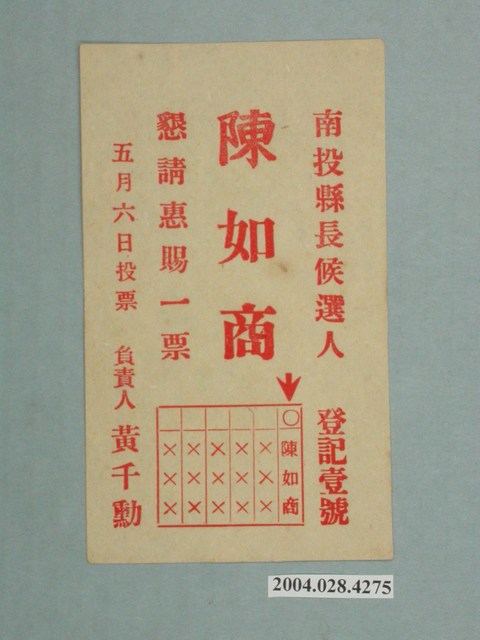 南投縣長候選人
登記壹號
陳如商
懇請惠賜一票
五月六日投票
負責人 黃千勳
○陳如商
×××
×××
×××
×××
×××
2004.028.4275